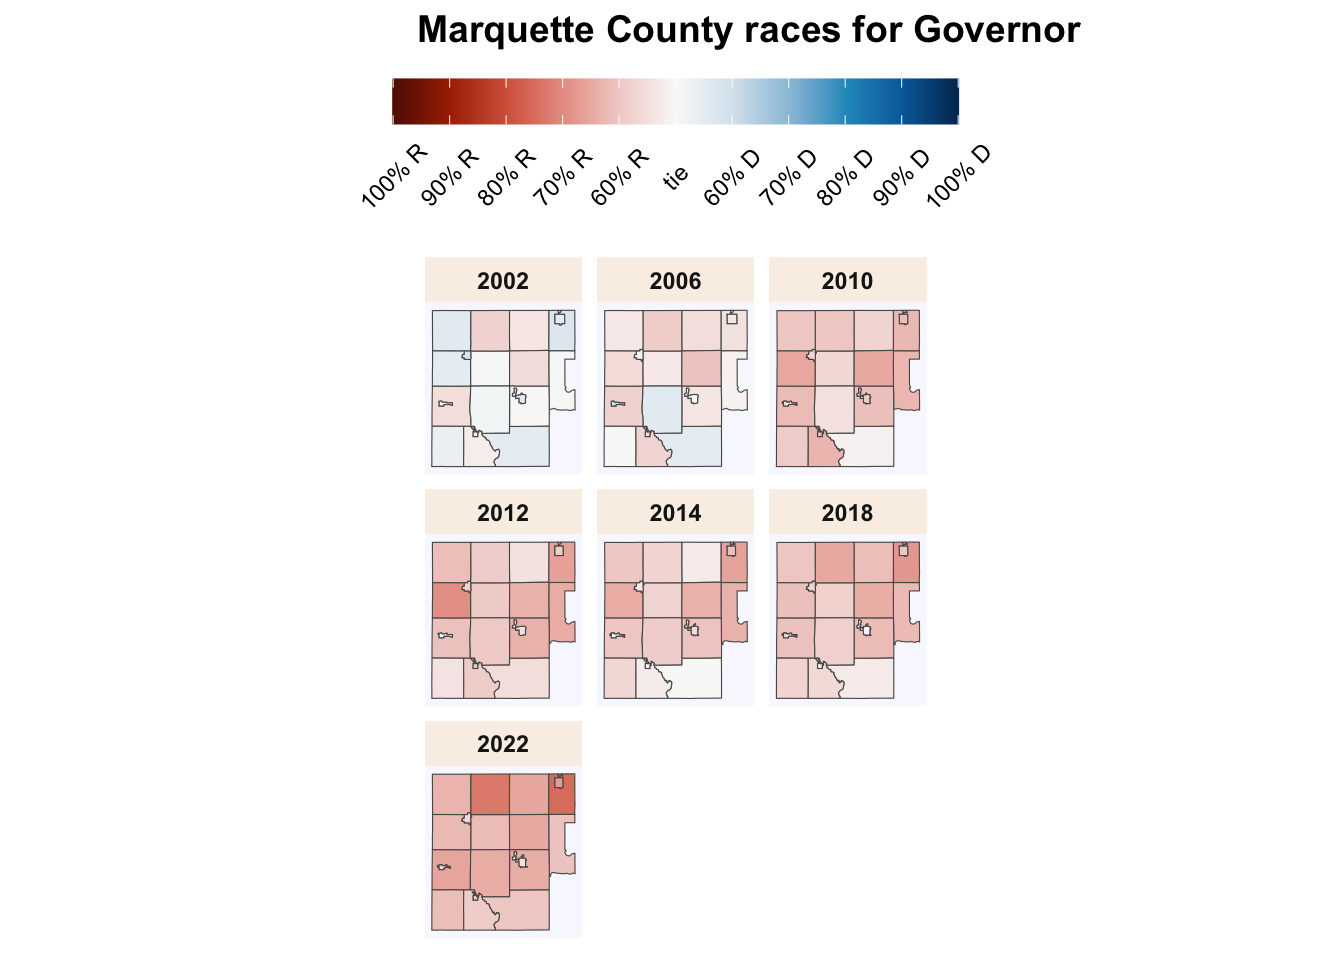 Marquette County races for Governor
100% R
90% R
80% R
70% R
60% R
tie
60% D
70% D
80% D
90% D
100% D
2002
2006
2010
2012
2014
2018
2022